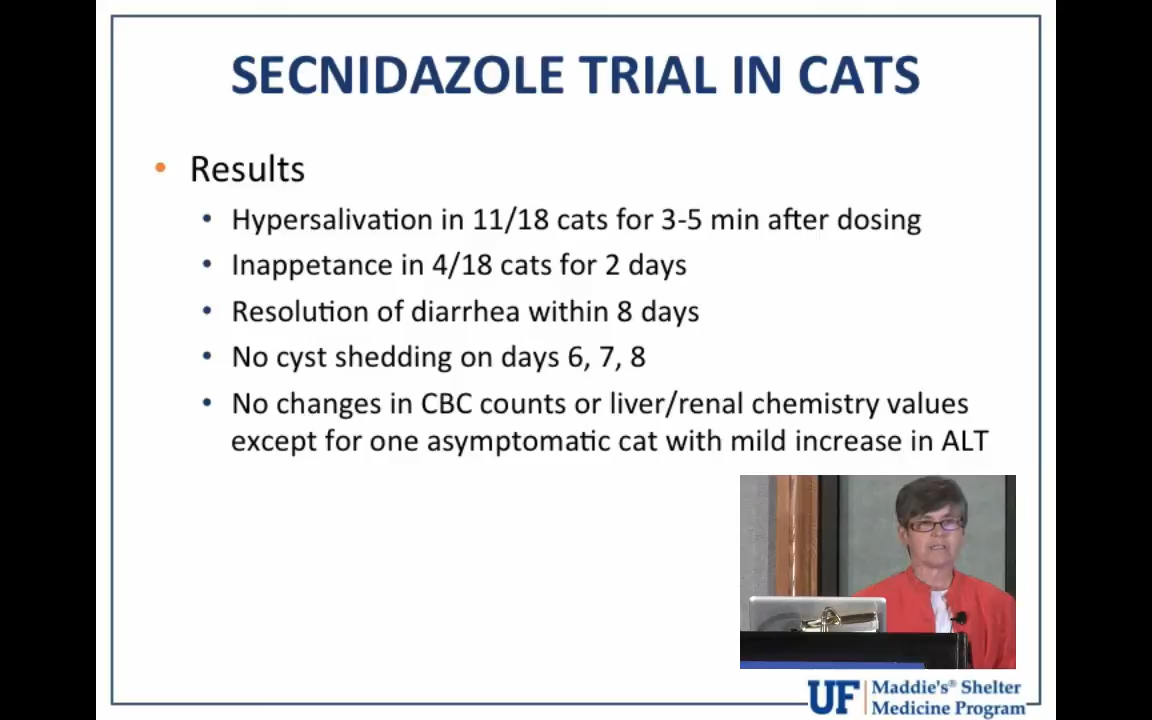 SECNIDAZOLE TRIAL IN CATS
• Results
• Hypersalivation in 11/18 cats for 3-5 min after dosing
• Inappetance in 4/18 cats for 2 days
• Resolution of diarrhea within 8 days
• No cyst shedding on days 6, 7, 8
• No changes in CBC counts or liver/renal chemistry values
except for one asymptomatic cat with mild increase in ALT
UF | Maddie's® Shelter
Medicine Program